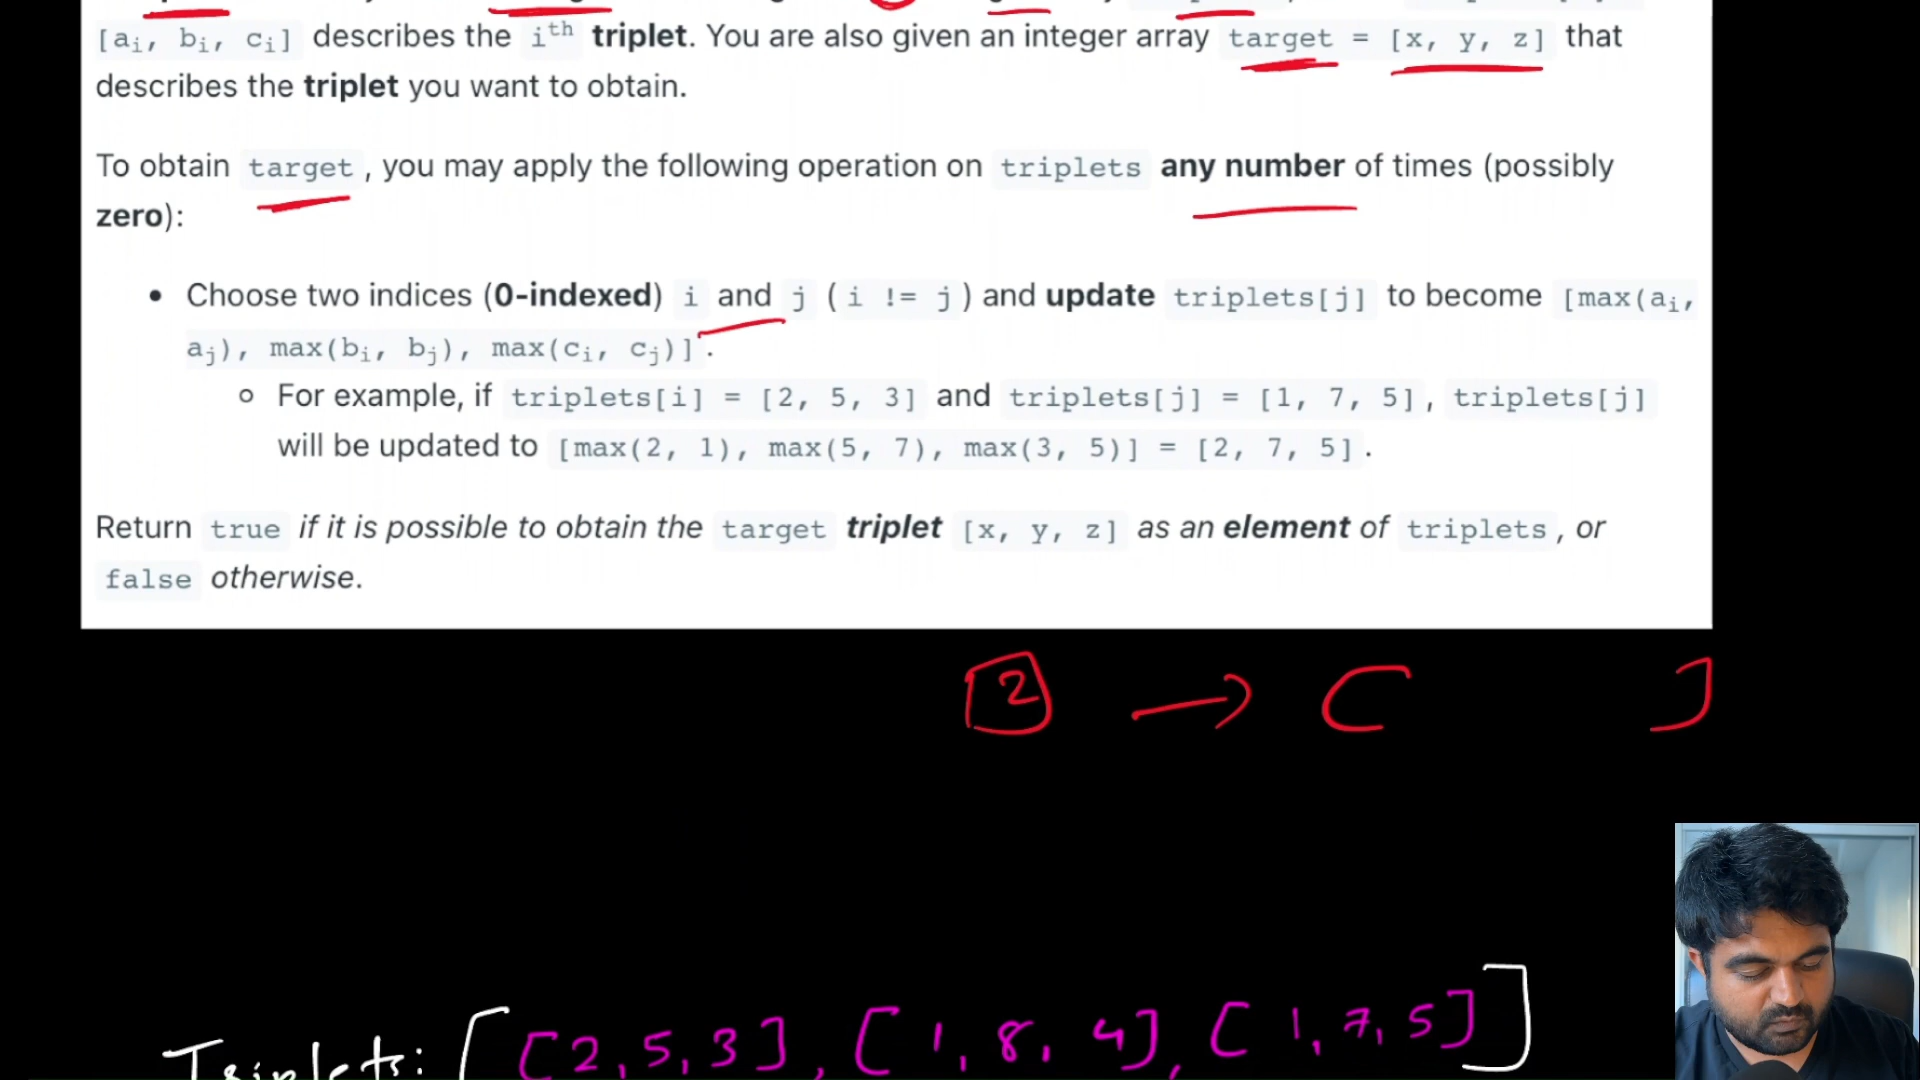 [aᵢ, bᵢ, cᵢ] describes the iᵗʰ triplet. You are also given an integer array target = [x, y, z] that
describes the triplet you want to obtain.
To obtain target , you may apply the following operation on triplets any number of times (possibly
zero):
• Choose two indices (0-indexed) i and j ( i != j ) and update triplets[j] to become [max(aᵢ,
aⱼ), max(bᵢ, bⱼ), max(cᵢ, cⱼ)] .
○ For example, if triplets[i] = [2, 5, 3] and triplets[j] = [1, 7, 5] , triplets[j]
will be updated to [max(2, 1), max(5, 7), max(3, 5)] = [2, 7, 5] .
Return true if it is possible to obtain the target triplet [x, y, z] as an element of triplets , or
false otherwise.
2 → [ ]
Triplets: [ [2, 5, 3], [1, 8, 4], [1, 7, 5] ]